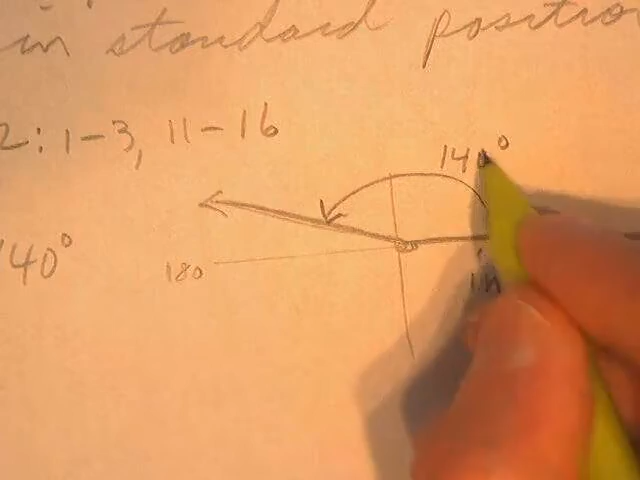 in standard position
2: 1-3, 11-16
140°
140°
180